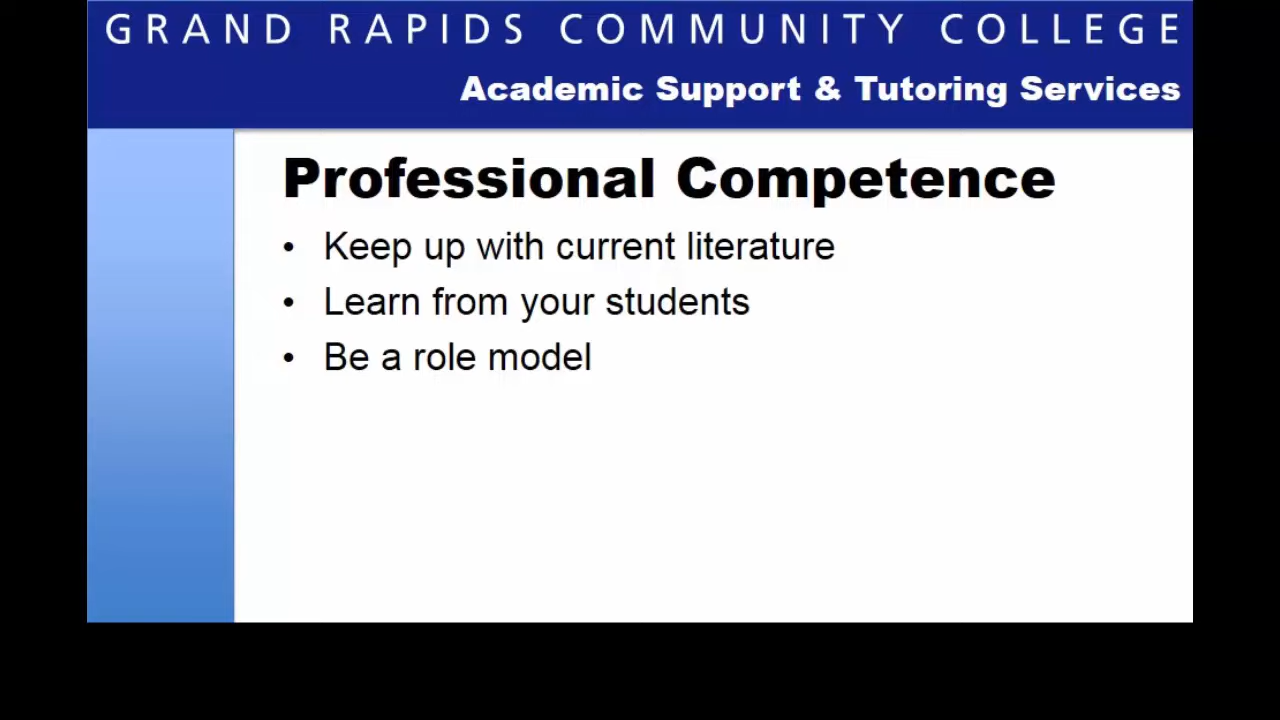 GRAND RAPIDS COMMUNITY COLLEGE
Academic Support & Tutoring Services
Professional Competence
• Keep up with current literature
• Learn from your students
• Be a role model